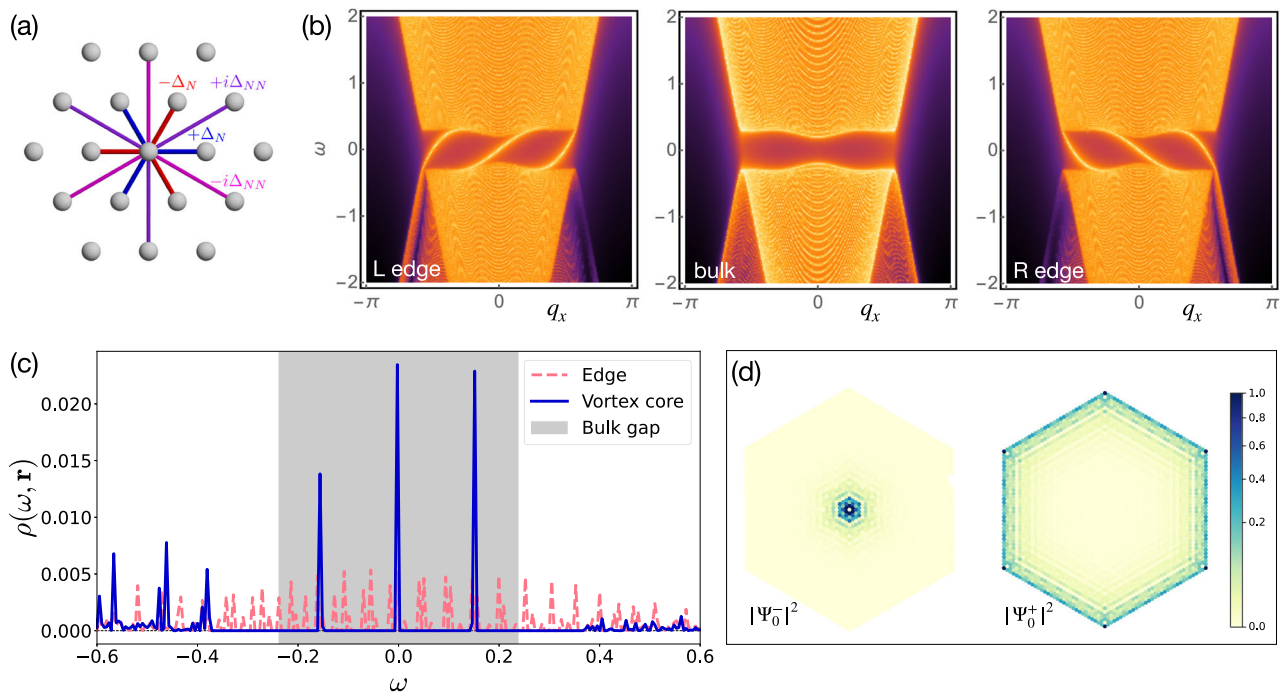 (a)
−Δ_N
+iΔ_NN
+Δ_N
−iΔ_NN
(b)
2
1
ω
0
−1
−2
L edge
−π
0
q_x
2
1
0
−1
−2
bulk
−π
0
q_x
2
1
0
−1
−2
R edge
−π
0
q_x
π
(c)
ρ(ω, r)
0.020
0.015
0.010
0.005
0.000
Edge
Vortex core
Bulk gap
−0.6
−0.4
−0.2
0.0
0.2
0.4
0.6
ω
(d)
|Ψ_0^−|^2
|Ψ_0^+|^2
1.0
0.8
0.6
0.4
0.2
0.0